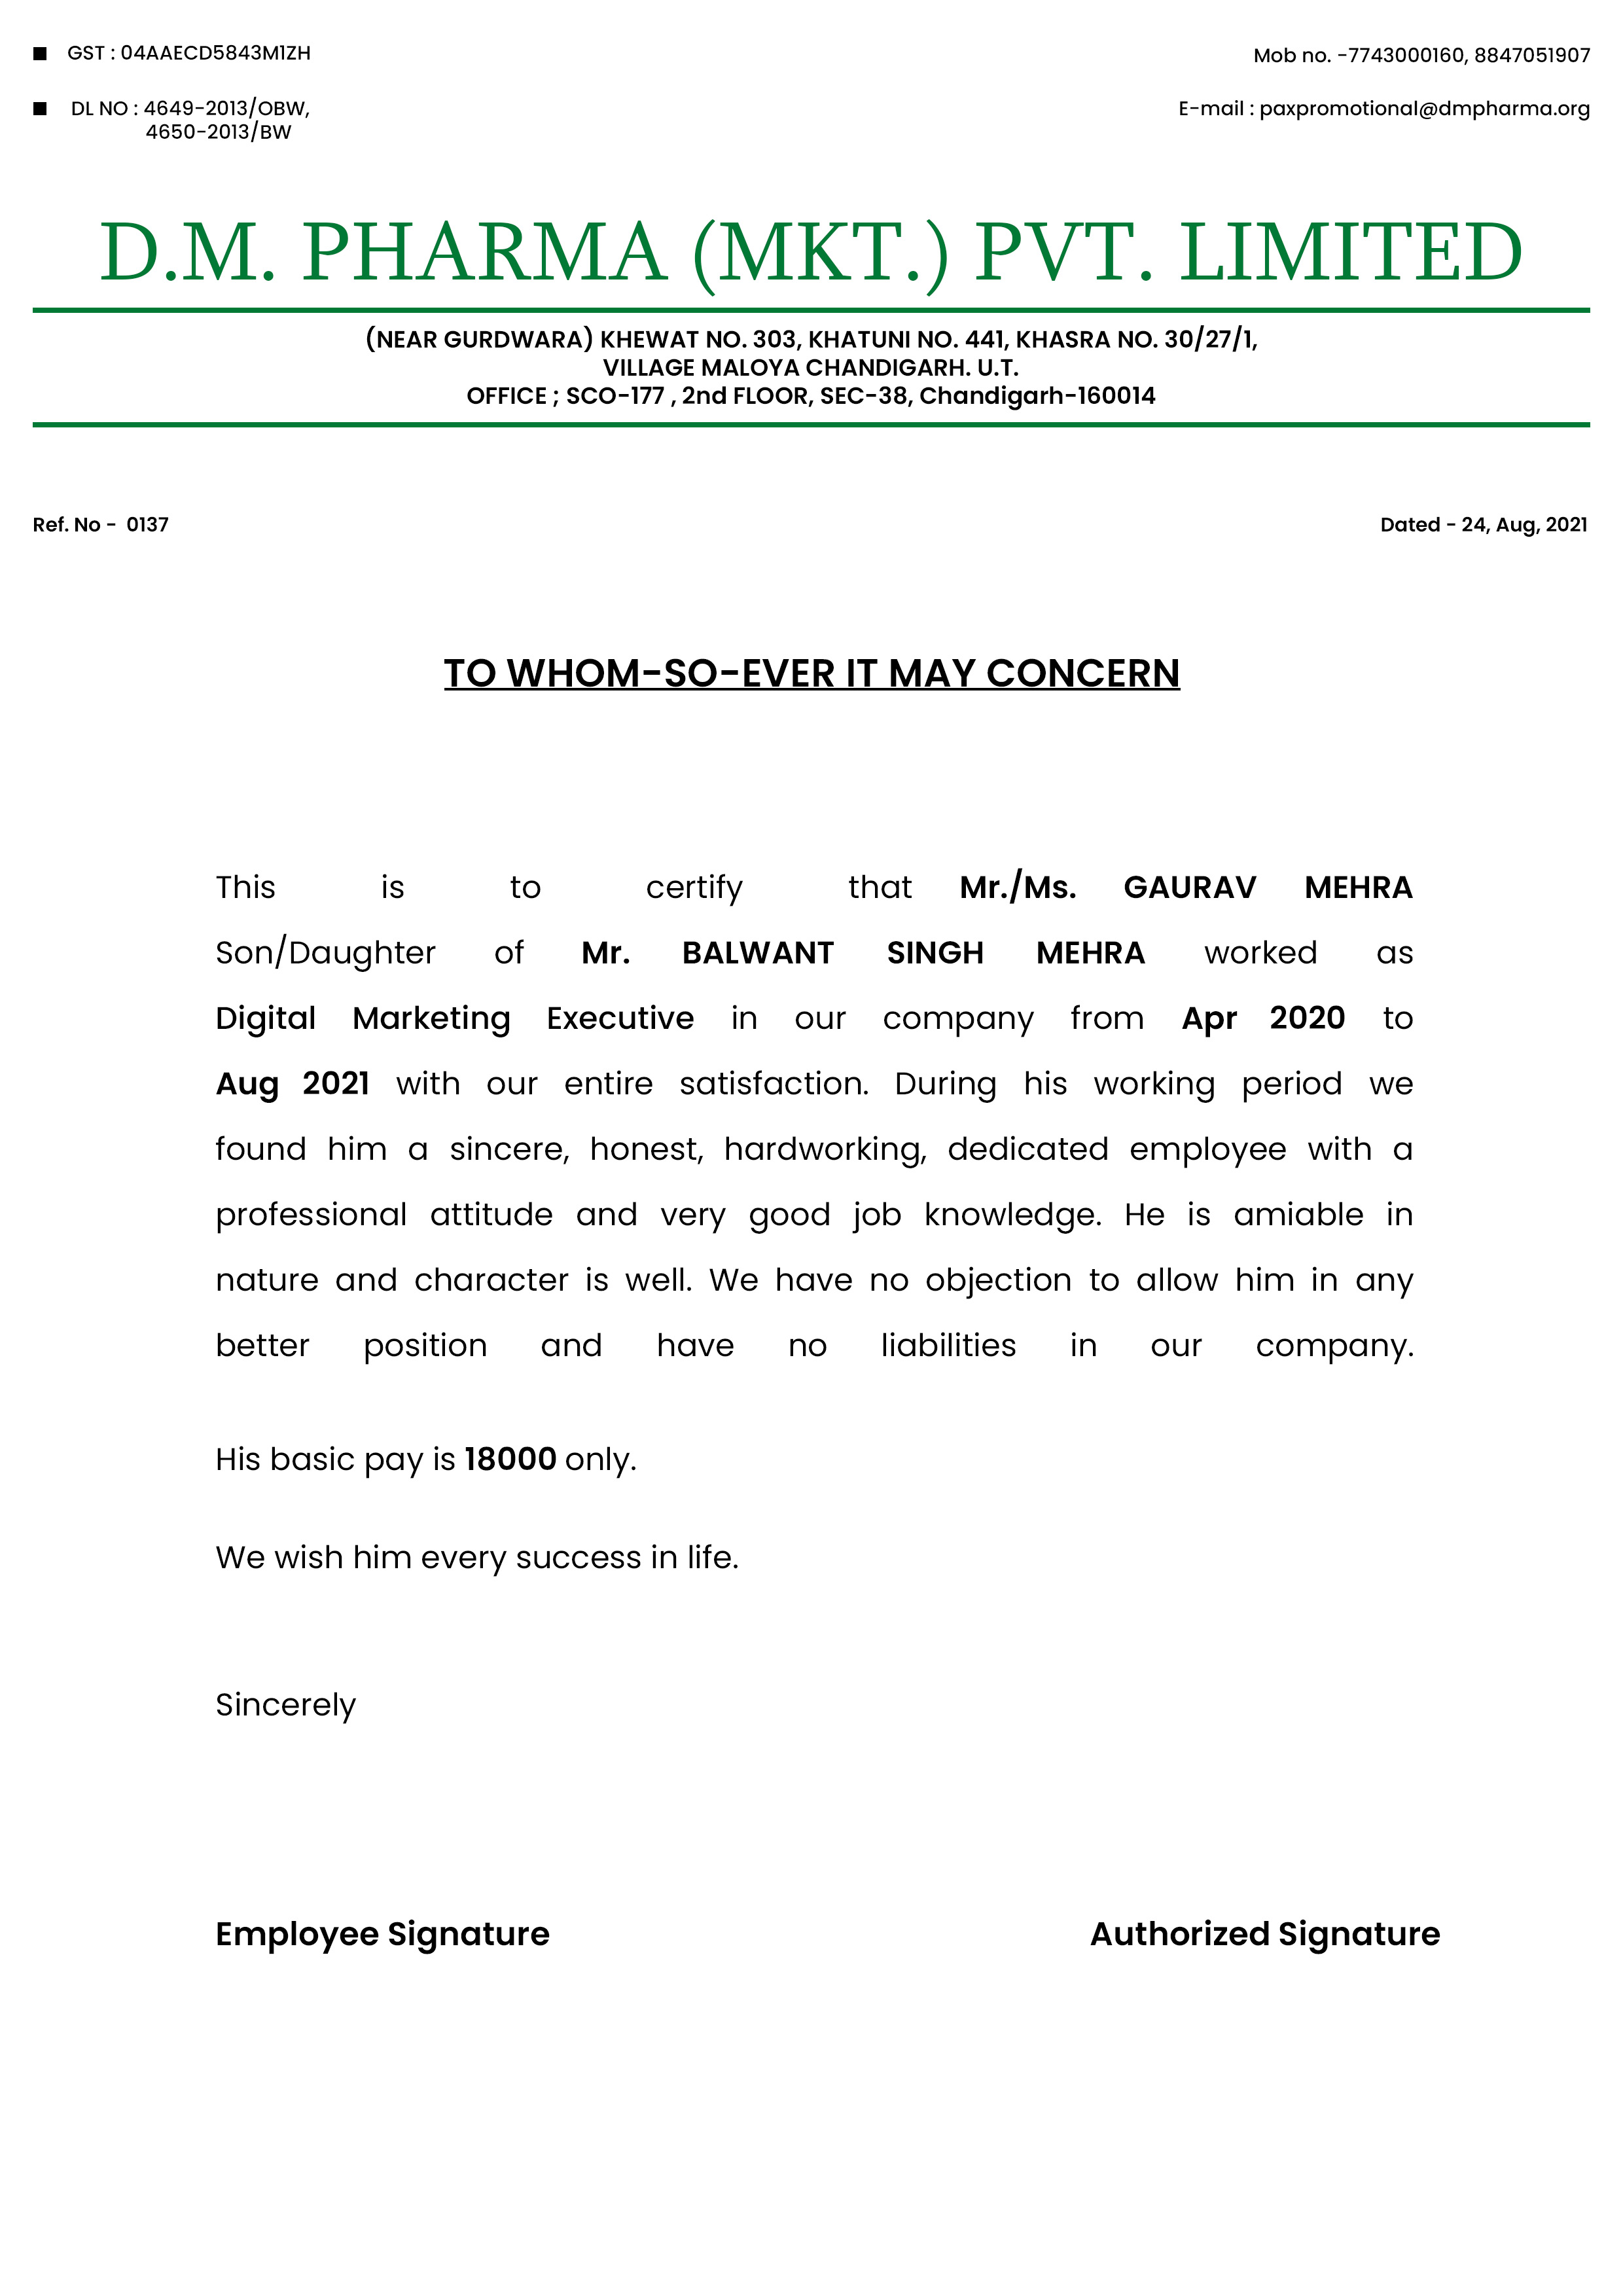 GST : 04AAECD5843M1ZH
Mob no. -7743000160, 8847051907
DL NO : 4649-2013/OBW,
4650-2013/BW
E-mail : paxpromotional@dmpharma.org
D.M. PHARMA (MKT.) PVT. LIMITED
(NEAR GURDWARA) KHEWAT NO. 303, KHATUNI NO. 441, KHASRA NO. 30/27/1,
VILLAGE MALOYA CHANDIGARH. U.T.
OFFICE ; SCO-177 , 2nd FLOOR, SEC-38, Chandigarh-160014
Ref. No - 0137
Dated - 24, Aug, 2021
TO WHOM-SO-EVER IT MAY CONCERN
This is to certify that Mr./Ms. GAURAV MEHRA
Son/Daughter of Mr. BALWANT SINGH MEHRA worked as
Digital Marketing Executive in our company from Apr 2020 to
Aug 2021 with our entire satisfaction. During his working period we
found him a sincere, honest, hardworking, dedicated employee with a
professional attitude and very good job knowledge. He is amiable in
nature and character is well. We have no objection to allow him in any
better position and have no liabilities in our company.
His basic pay is 18000 only.
We wish him every success in life.
Sincerely
Employee Signature
Authorized Signature